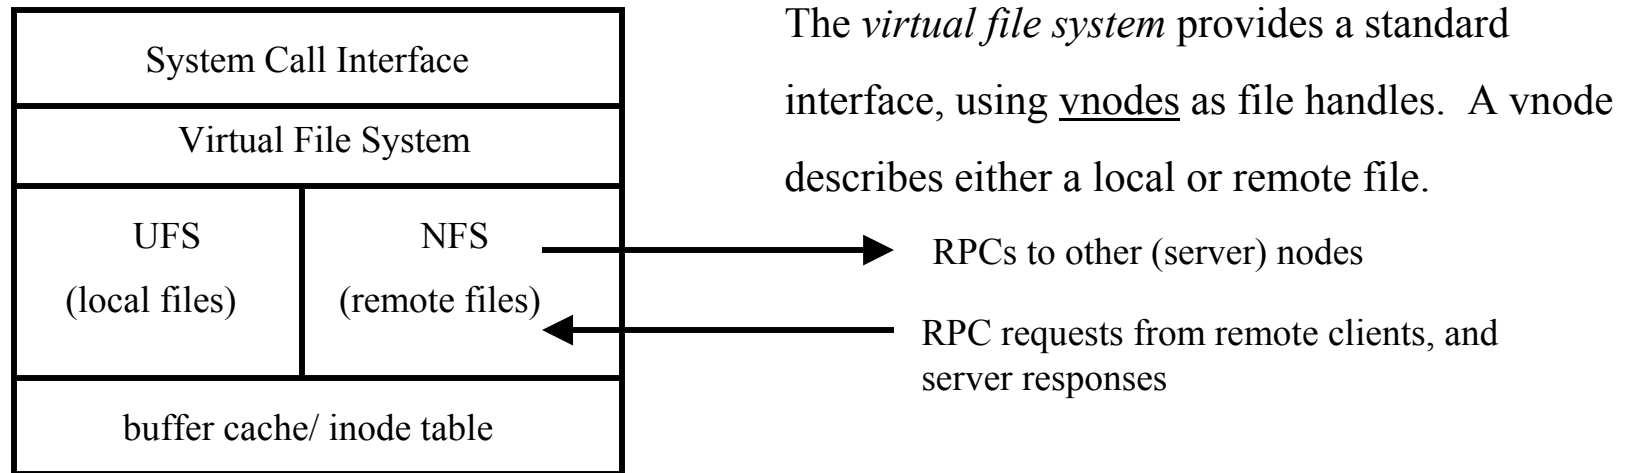 System Call Interface
Virtual File System
UFS
(local files)
NFS
(remote files)
buffer cache/ inode table
The virtual file system provides a standard
interface, using vnodes as file handles.  A vnode
describes either a local or remote file.
RPCs to other (server) nodes
RPC requests from remote clients, and
server responses